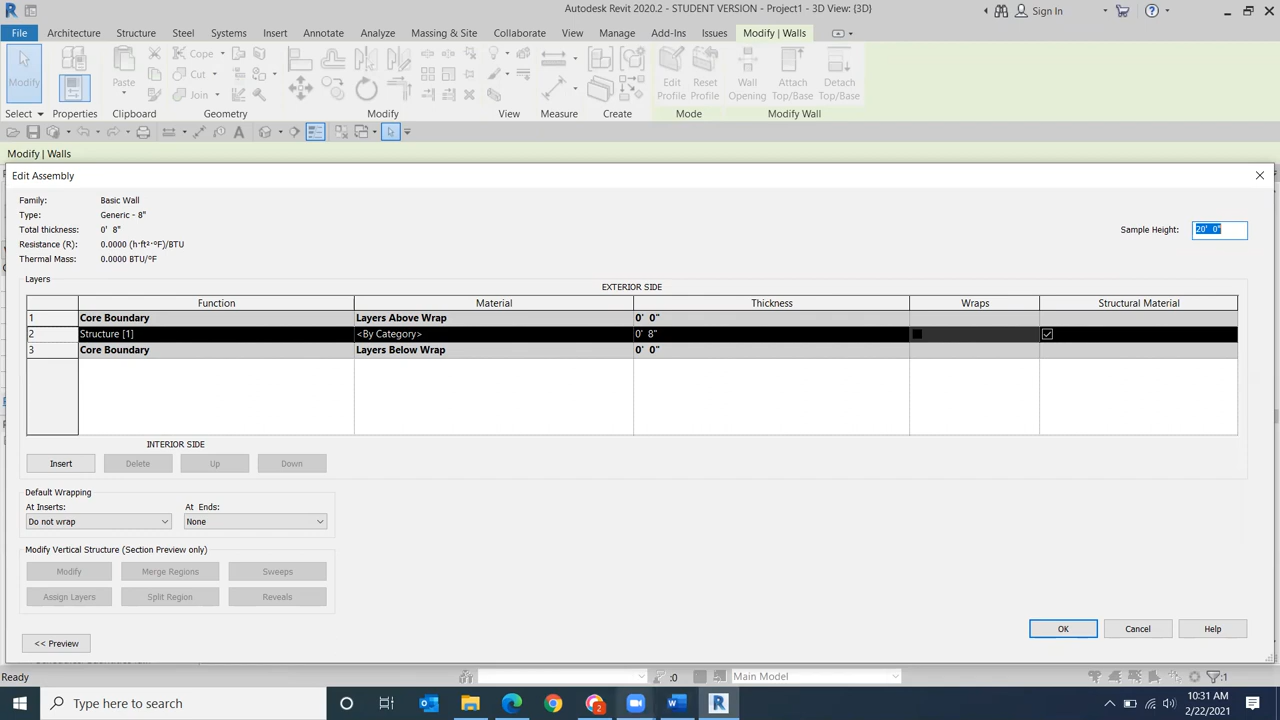 Autodesk Revit 2020.2 - STUDENT VERSION - Project1 - 3D View: {3D}
Sign In
File Architecture Structure Steel Systems Insert Annotate Analyze Massing & Site Collaborate View Manage Add-Ins Issues Modify | Walls
Modify
Paste
Cope
Cut
Join
Edit Profile
Reset Profile
Wall Opening
Attach Top/Base
Detach Top/Base
Select Properties Clipboard Geometry Modify View Measure Create Mode Modify Wall
Modify | Walls
Edit Assembly
Family: Basic Wall
Type: Generic - 8"
Total thickness: 0' 8"
Resistance (R): 0.0000 (h·ft²·°F)/BTU
Thermal Mass: 0.0000 BTU/°F
Sample Height: 20' 0"
Layers
EXTERIOR SIDE
Function Material Thickness Wraps Structural Material
1 Core Boundary Layers Above Wrap 0' 0"
2 Structure [1] <By Category> 0' 8"
3 Core Boundary Layers Below Wrap 0' 0"
INTERIOR SIDE
Insert Delete Up Down
Default Wrapping
At Inserts: At Ends:
Do not wrap None
Modify Vertical Structure (Section Preview only)
Modify Merge Regions Sweeps
Assign Layers Split Region Reveals
<< Preview
OK Cancel Help
Ready :0 Main Model :1
Type here to search
10:31 AM
2/22/2021